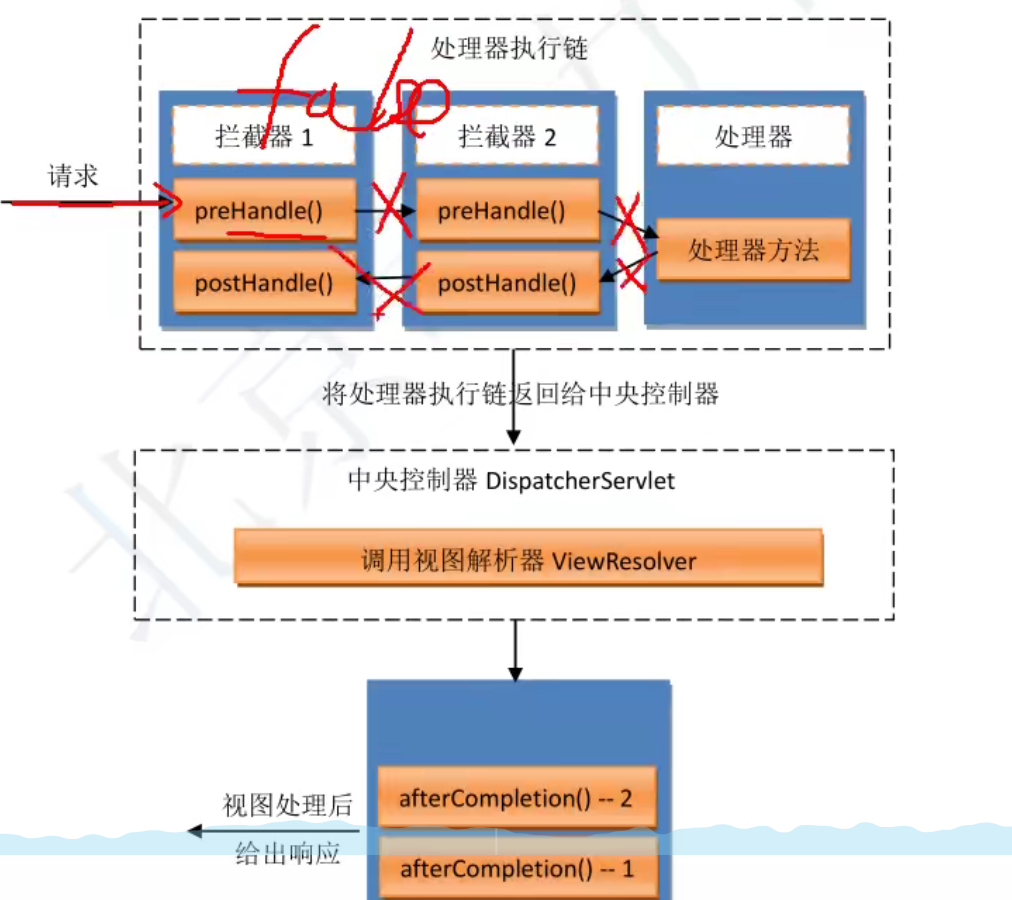 处理器执行链
false
拦截器 1
拦截器 2
处理器
请求
preHandle()
preHandle()
处理器方法
postHandle()
postHandle()
将处理器执行链返回给中央控制器
中央控制器 DispatcherServlet
调用视图解析器 ViewResolver
afterCompletion() -- 2
视图处理后
给出响应
afterCompletion() -- 1